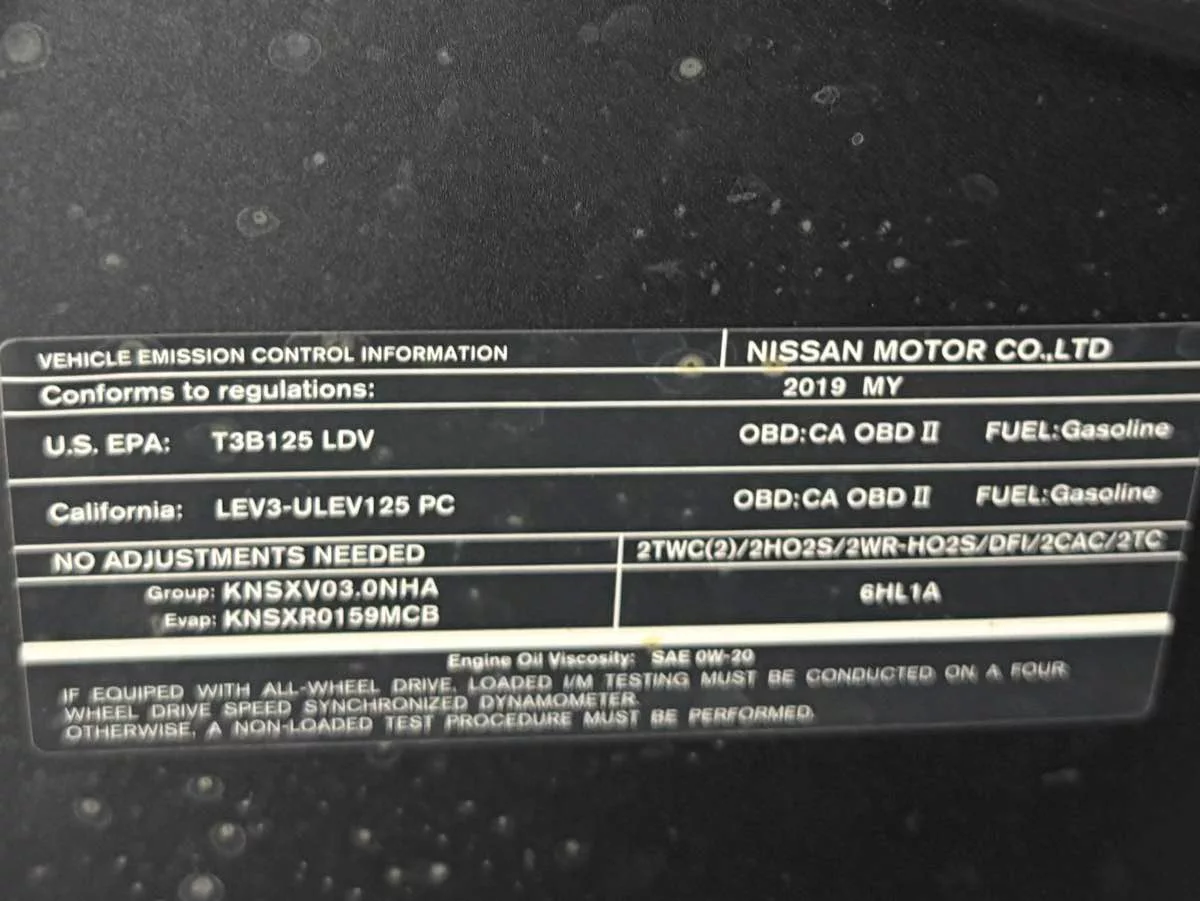 VEHICLE EMISSION CONTROL INFORMATION NISSAN MOTOR CO.,LTD
Conforms to regulations: 2019 MY
U.S. EPA: T3B125 LDV OBD:CA OBD II FUEL:Gasoline
California: LEV3-ULEV125 PC OBD:CA OBD II FUEL:Gasoline
NO ADJUSTMENTS NEEDED 2TWC(2)/2HO2S/2WR-HO2S/DFI/2CAC/2TC
Group: KNSXV03.0NHA 6HL1A
Evap: KNSXR0159MCB
Engine Oil Viscosity: SAE 0W-20
IF EQUIPED WITH ALL-WHEEL DRIVE, LOADED I/M TESTING MUST BE CONDUCTED ON A FOUR
WHEEL DRIVE SPEED SYNCHRONIZED DYNAMOMETER.
OTHERWISE, A NON-LOADED TEST PROCEDURE MUST BE PERFORMED.